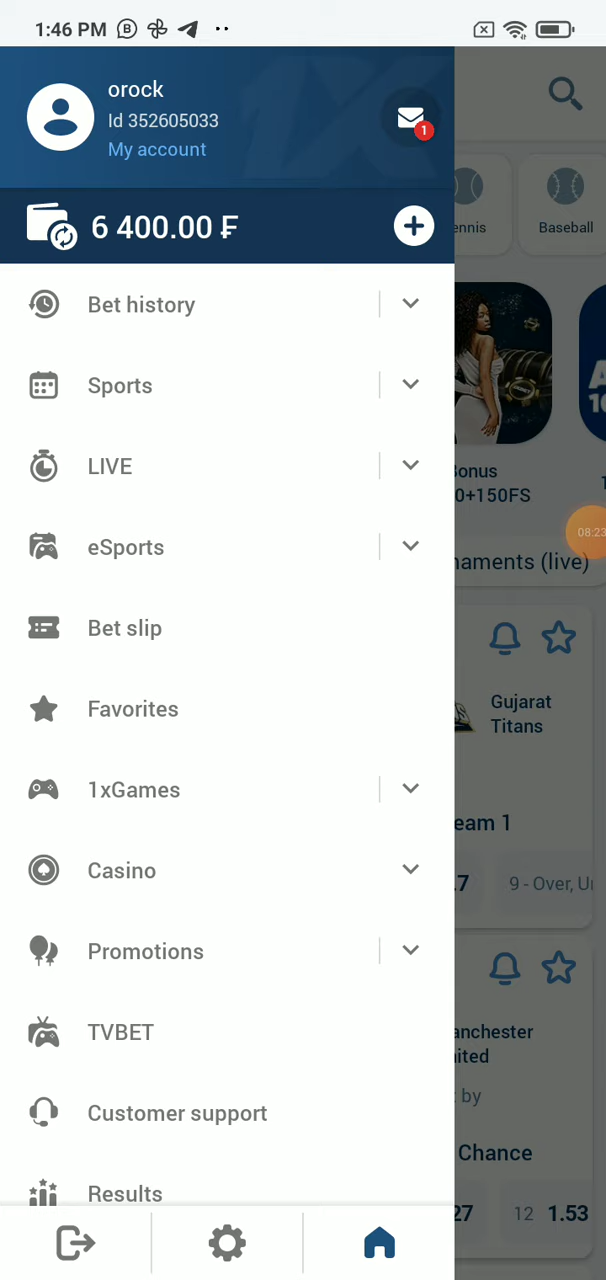 1:46 PM
orock
Id 352605033
My account
1
6 400.00 ₣
Bet history
Sports
LIVE
eSports
Bet slip
Favorites
1xGames
Casino
Promotions
TVBET
Customer support
Results
ennis
Baseball
Bonus
0+150FS
08:23
naments (live)
Gujarat
Titans
eam 1
.7
9 - Over, Un
anchester
ited
t by
Chance
27
12
1.53